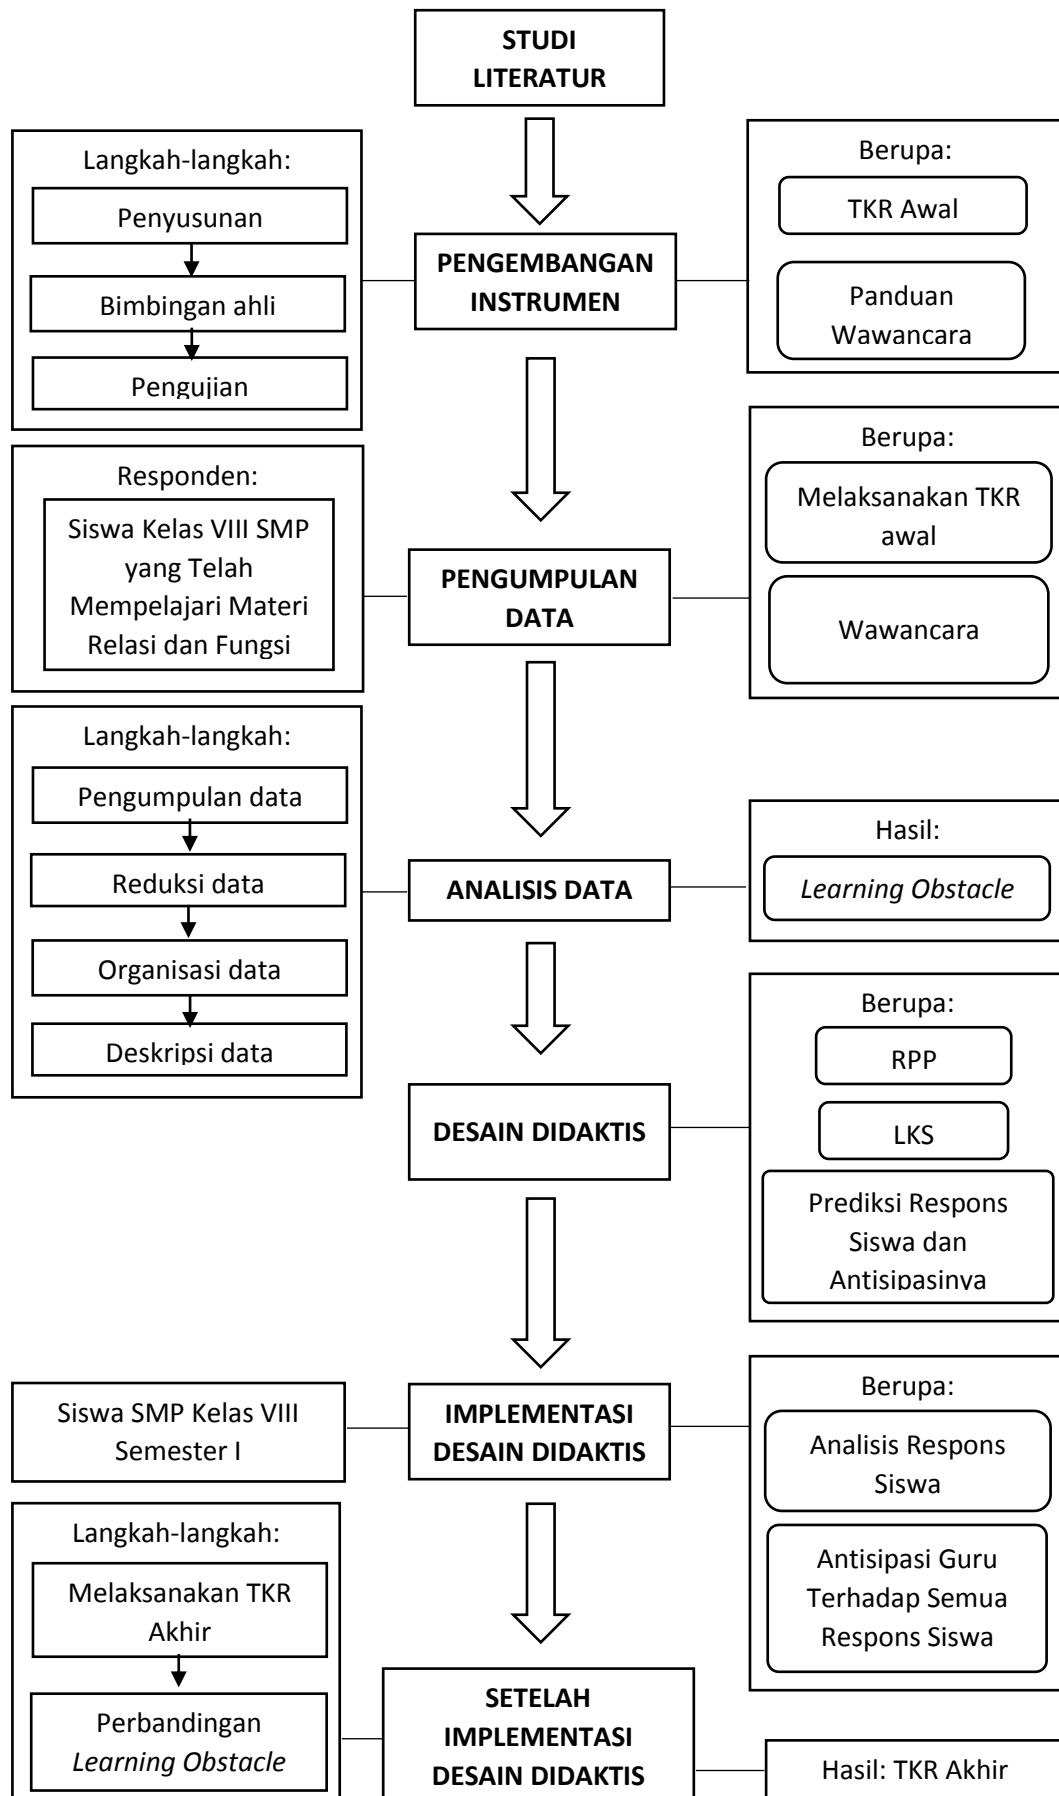 STUDI
LITERATUR
Langkah-langkah:
Penyusunan
Bimbingan ahli
Pengujian
PENGEMBANGAN
INSTRUMEN
Berupa:
TKR Awal
Panduan
Wawancara
Responden:
Siswa Kelas VIII SMP
yang Telah
Mempelajari Materi
Relasi dan Fungsi
PENGUMPULAN
DATA
Berupa:
Melaksanakan TKR
awal
Wawancara
Langkah-langkah:
Pengumpulan data
Reduksi data
Organisasi data
Deskripsi data
ANALISIS DATA
Hasil:
Learning Obstacle
DESAIN DIDAKTIS
Berupa:
RPP
LKS
Prediksi Respons
Siswa dan
Antisipasinya
Siswa SMP Kelas VIII
Semester I
IMPLEMENTASI
DESAIN DIDAKTIS
Berupa:
Analisis Respons
Siswa
Antisipasi Guru
Terhadap Semua
Respons Siswa
Langkah-langkah:
Melaksanakan TKR
Akhir
Perbandingan
Learning Obstacle
SETELAH
IMPLEMENTASI
DESAIN DIDAKTIS
Hasil: TKR Akhir